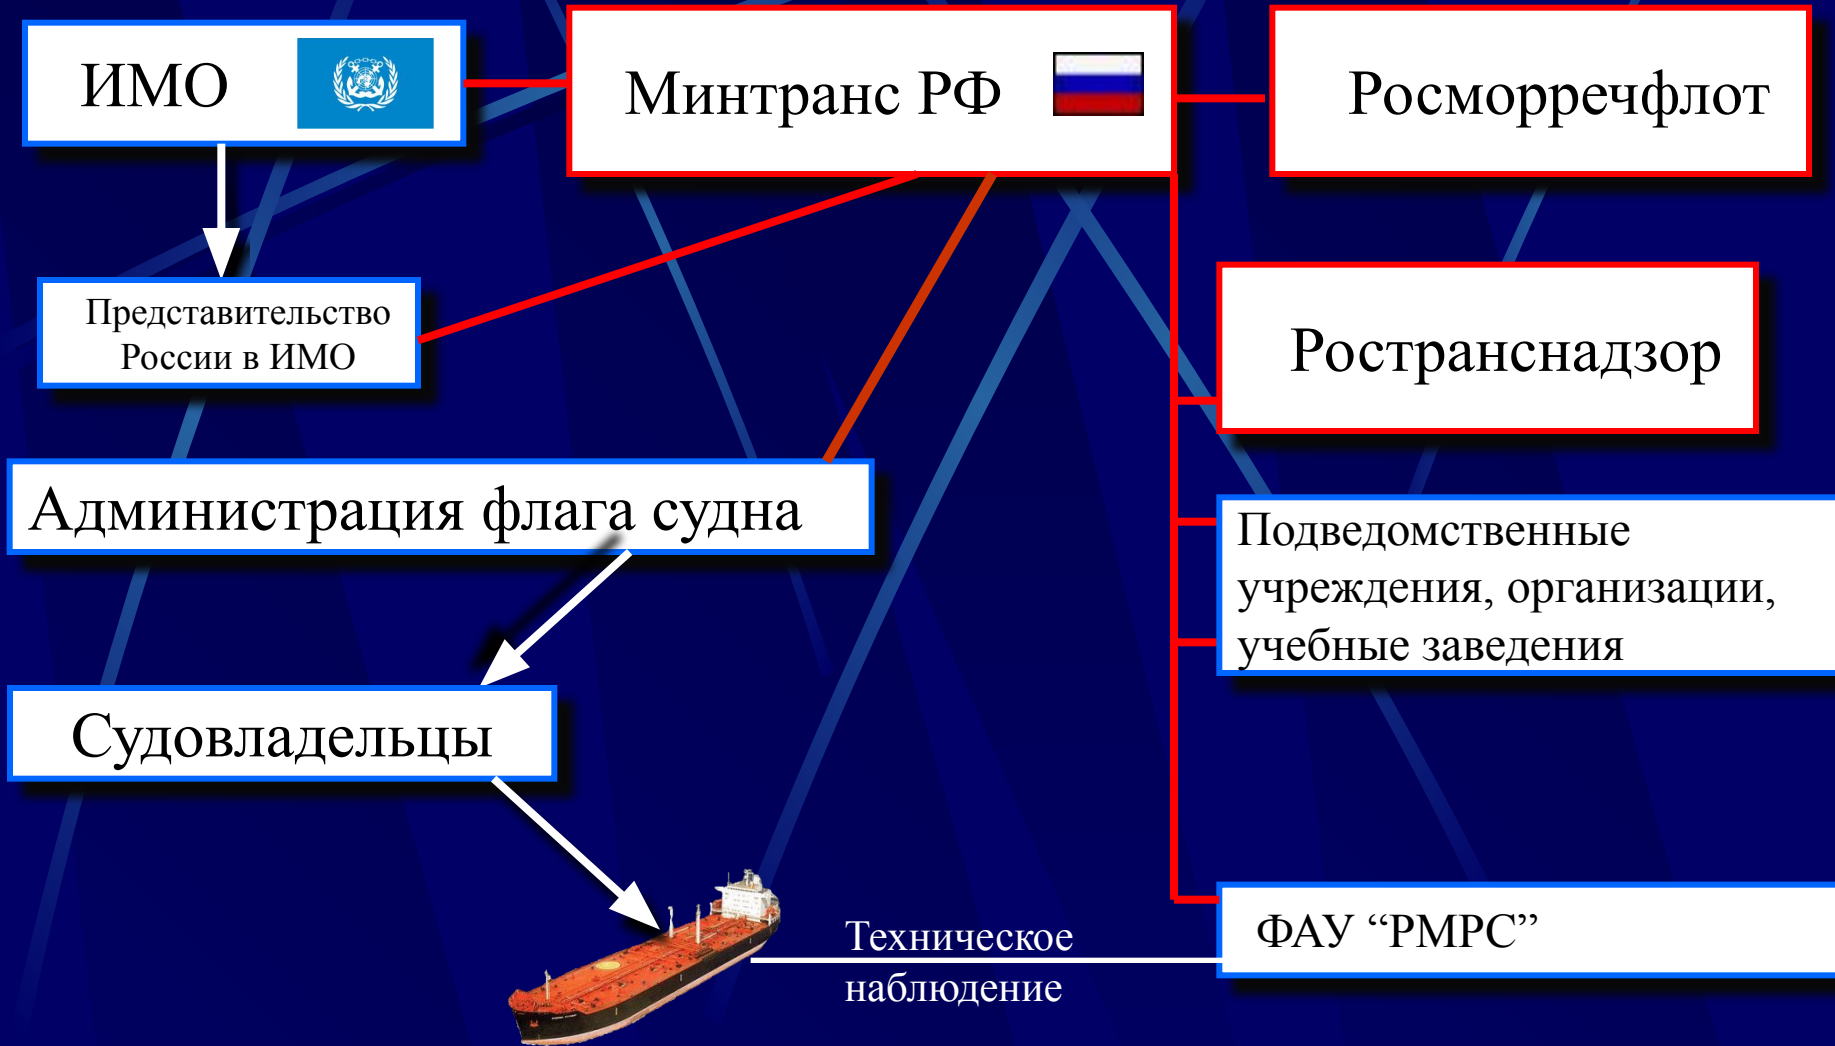 ИМО
Минтранс РФ
Росморречфлот
Представительство
России в ИМО
Ространснадзор
Администрация флага судна
Подведомственные
учреждения, организации,
учебные заведения
Судовладельцы
Техническое
наблюдение
ФАУ “РМРС”